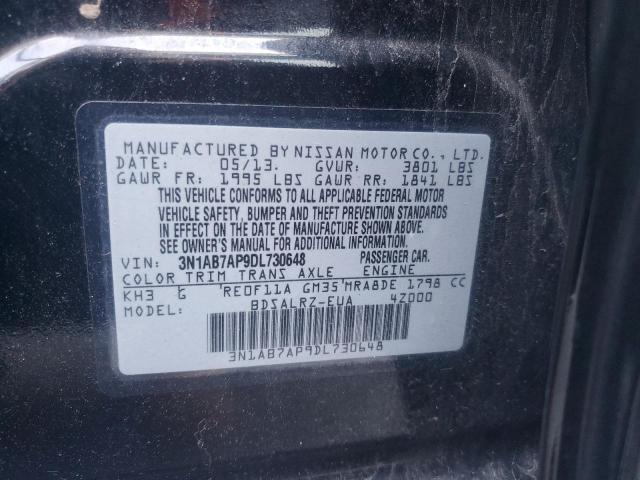 MANUFACTURED BY NISSAN MOTOR CO., LTD.
DATE: 05/13. GVWR: 3801 LBS
GAWR FR: 1995 LBS GAWR RR: 1841 LBS
THIS VEHICLE CONFORMS TO ALL APPLICABLE FEDERAL MOTOR
VEHICLE SAFETY, BUMPER AND THEFT PREVENTION STANDARDS
IN EFFECT ON THE DATE OF MANUFACTURE SHOWN ABOVE.
SEE OWNER'S MANUAL FOR ADDITIONAL INFORMATION.
VIN: 3N1AB7AP9DL730648 PASSENGER CAR.
COLOR TRIM TRANS AXLE ENGINE
KH3 G RE0F11A GM35 MRA8DE 1798 CC
MODEL: BDSALRZ-EUA 4Z000
3N1AB7AP9DL730648